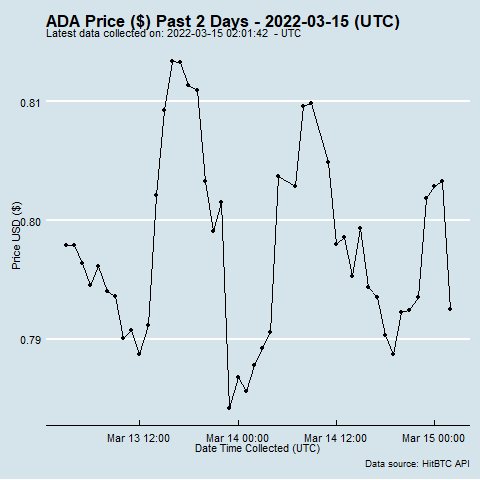 ADA Price ($) Past 2 Days - 2022-03-15 (UTC)
Latest data collected on: 2022-03-15 02:01:42 - UTC
0.81
0.80
0.79
Price USD ($)
Mar 13 12:00 Mar 14 00:00 Mar 14 12:00 Mar 15 00:00
Date Time Collected (UTC)
Data source: HitBTC API